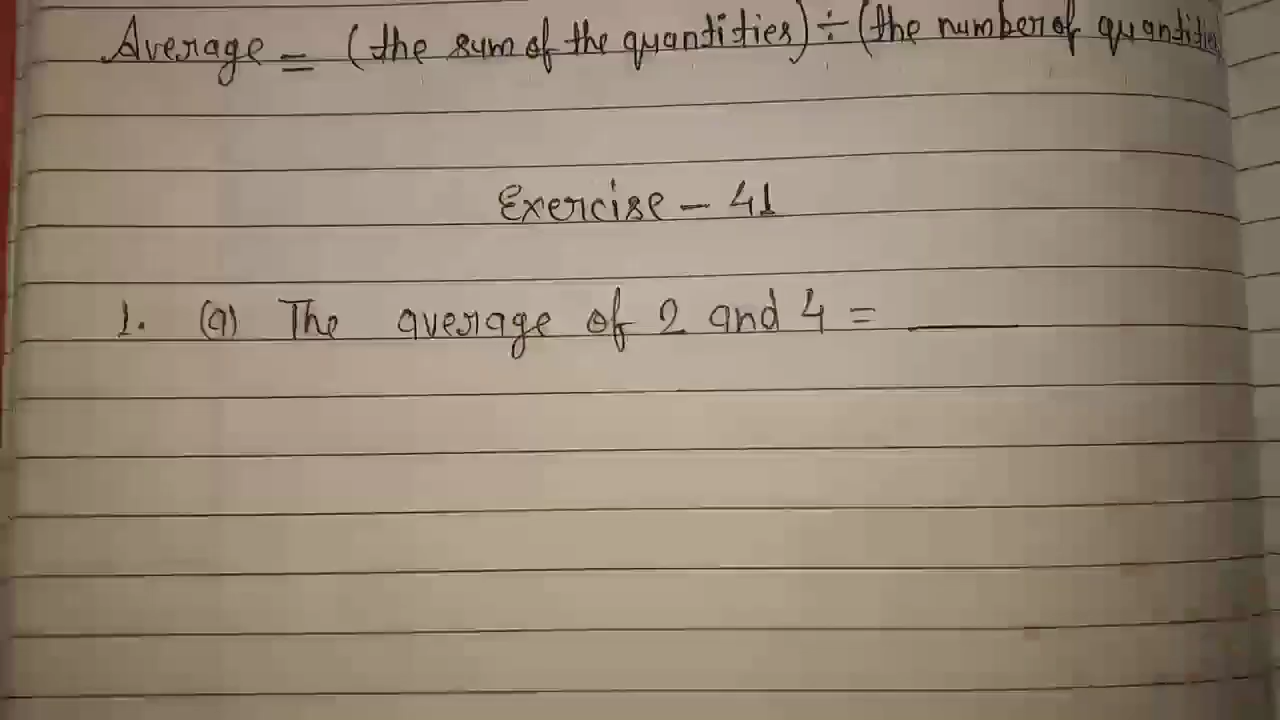 Average = (the sum of the quantities) ÷ (the number of quantities
Exercise - 41
1. (a) The average of 2 and 4 = ____